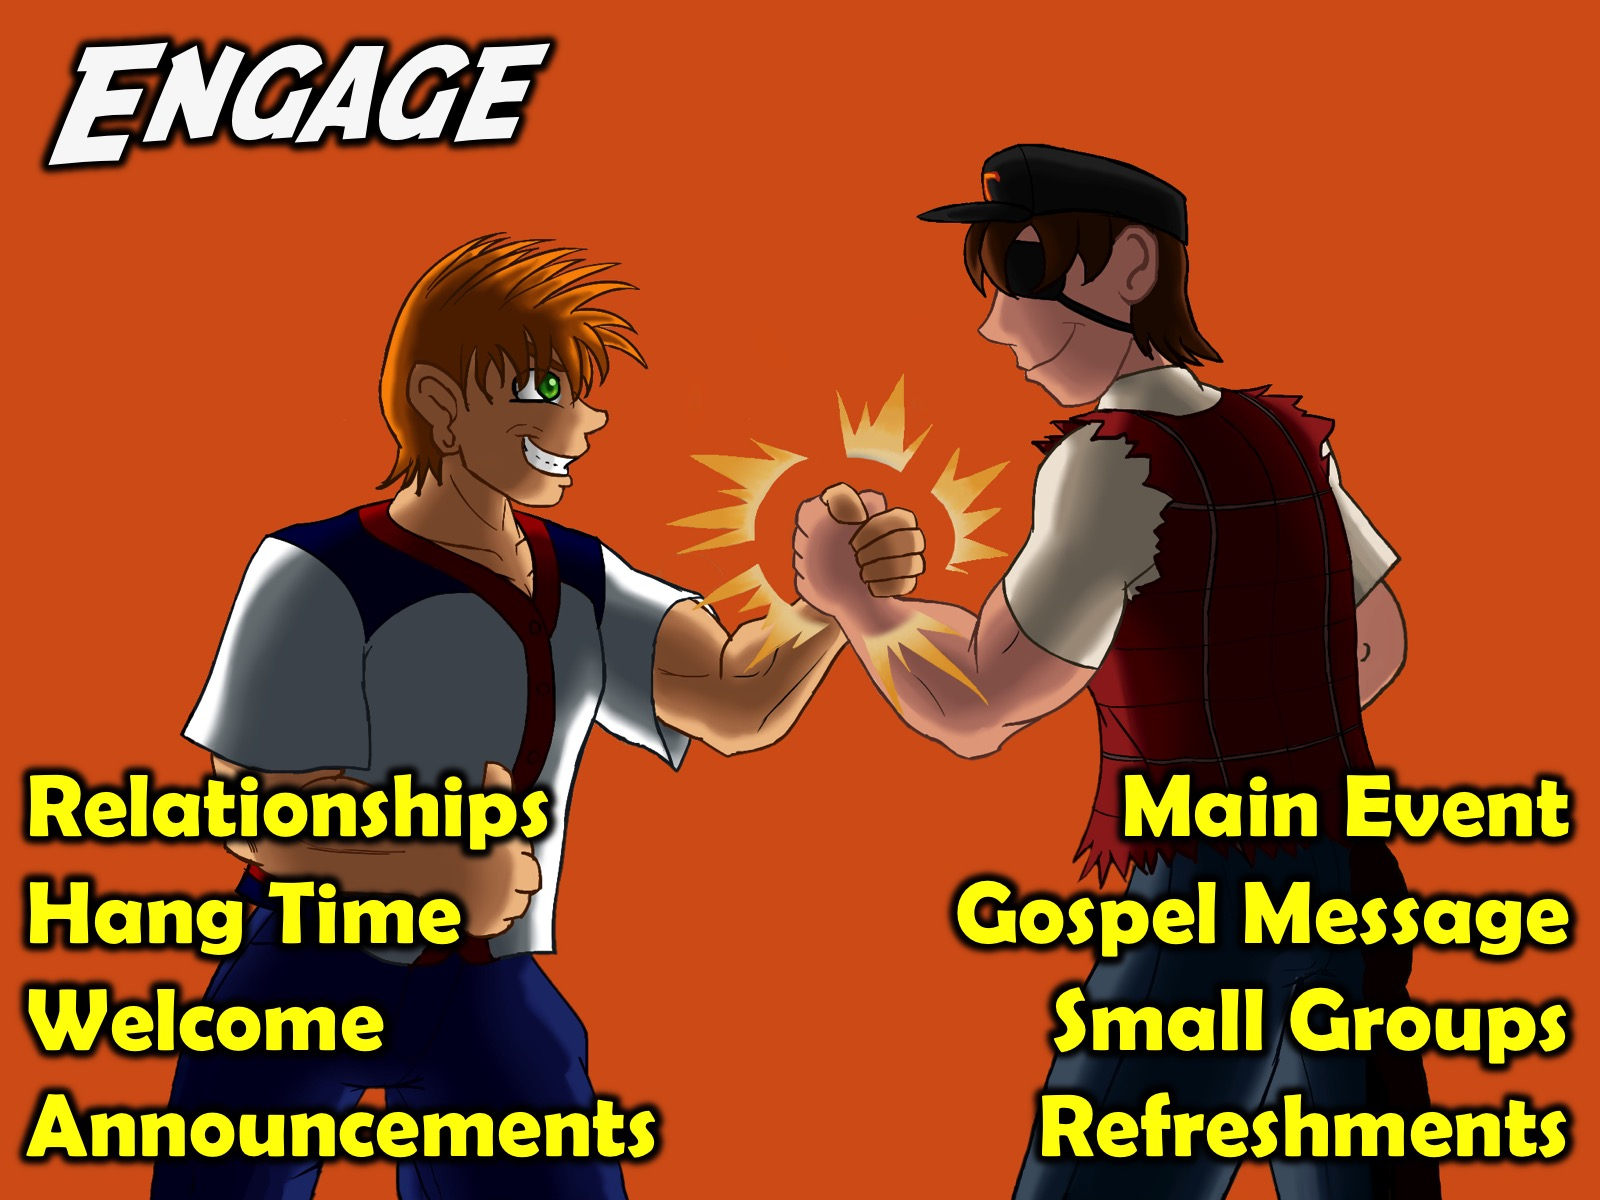 Engage
Relationships
Hang Time
Welcome
Announcements
Main Event
Gospel Message
Small Groups
Refreshments